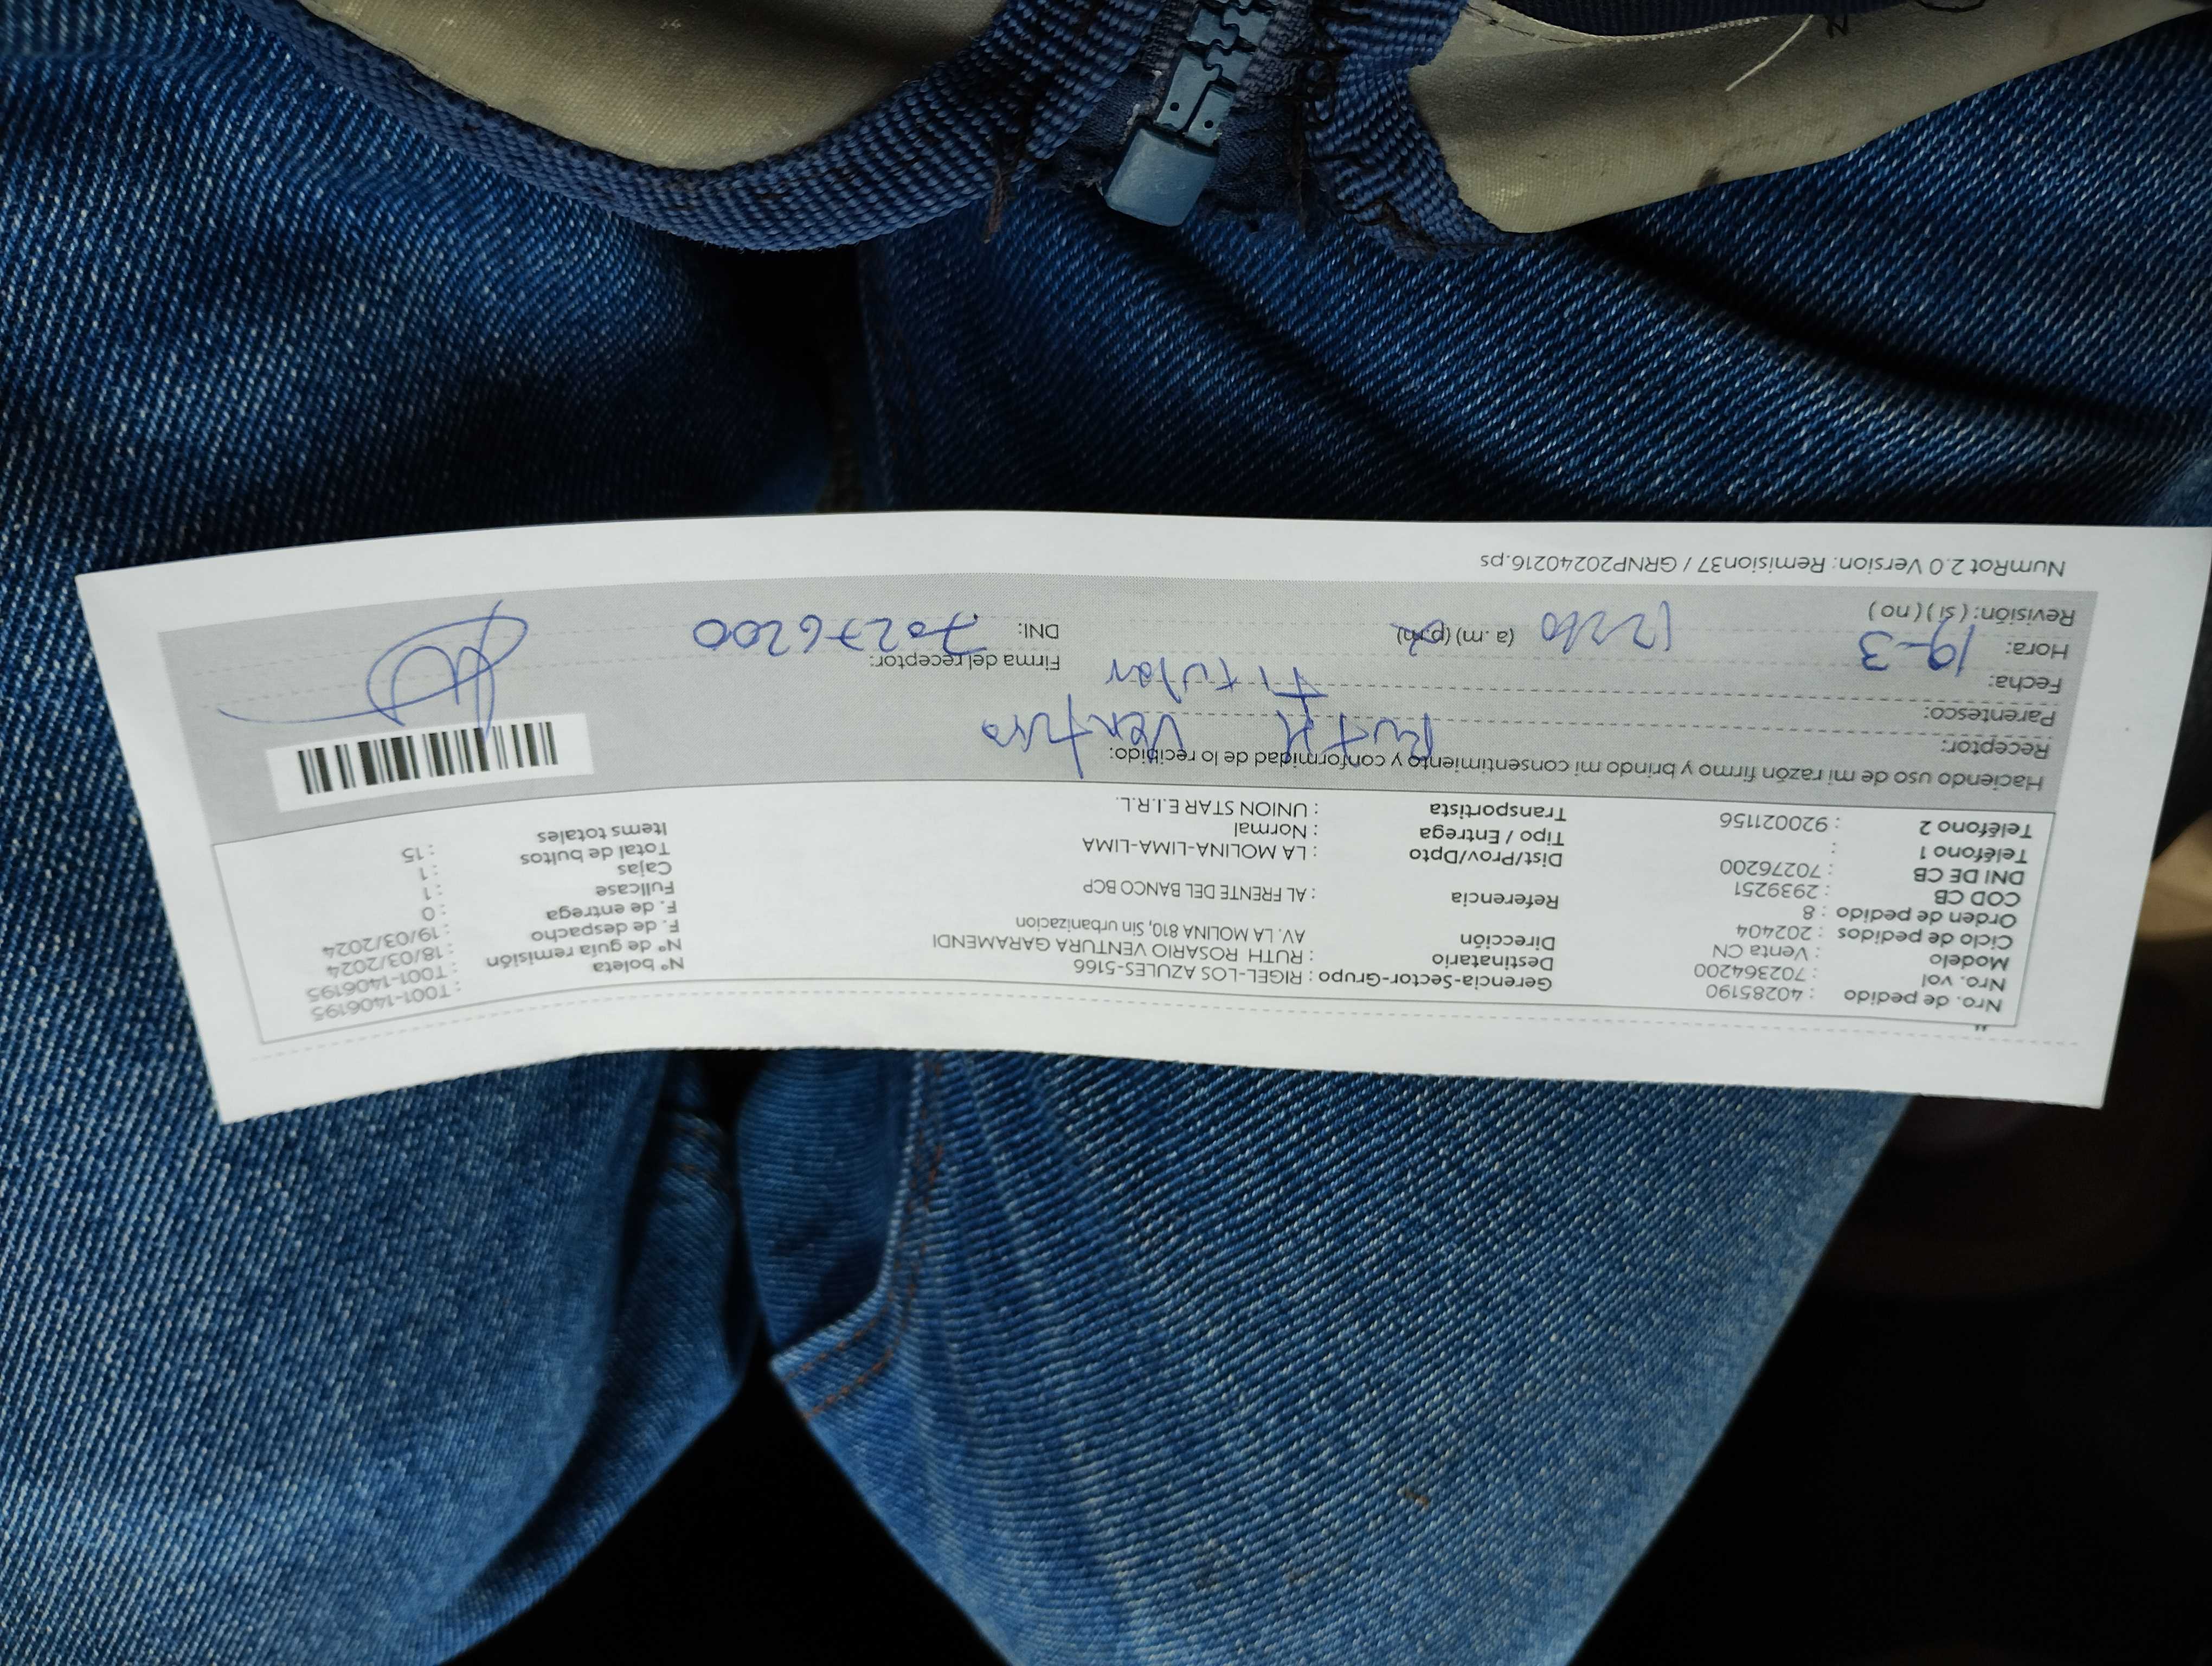 Nro. de pedido : 40285190 Gerencia-Sector-Grupo : RIGEL-LOS AZULES-5166 N° boleta : T001-1406195
Nro. vol : 702364200 Destinatario : RUTH ROSARIO VENTURA GARAMENDI N° de guía remisión : T001-1406195
Modelo : Venta CN Dirección AV. LA MOLINA 810, Sin urbanizacion F. de despacho : 18/03/2024
Ciclo de pedidos : 202404 F. de entrega : 19/03/2024
Orden de pedido : 8 Referencia : AL FRENTE DEL BANCO BCP Fullcase : 0
COD CB : 2939251 Cajas : 1
DNI DE CB : 70276200 Dist/Prov/Dpto : LA MOLINA-LIMA-LIMA Total de bultos : 1
Teléfono 1 : Tipo / Entrega : Normal Items totales : 15
Teléfono 2 : 920021156 Transportista : UNION STAR E.I.R.L.
Haciendo uso de mi razón firmo y brindo mi consentimiento y conformidad de lo recibido:
Receptor: Ruth Ventura
Parentesco: Titular
Fecha: 19-3 Firma del receptor:
Hora: (a. m) (p.m) DNI: 70276200
Revisión: ( sí ) ( no )
NumRot 2.0 Version: Remision37 / GRNP20240216.ps